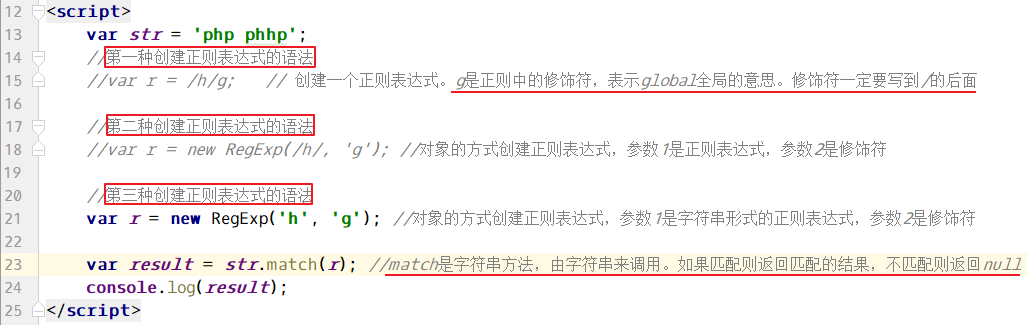 12 <script>
13 var str = 'php phhp';
14 //第一种创建正则表达式的语法
15 //var r = /h/g; // 创建一个正则表达式。g是正则中的修饰符，表示global全局的意思。修饰符一定要写到/的后面
16
17 //第二种创建正则表达式的语法
18 //var r = new RegExp(/h/, 'g'); //对象的方式创建正则表达式，参数1是正则表达式，参数2是修饰符
19
20 //第三种创建正则表达式的语法
21 var r = new RegExp('h', 'g'); //对象的方式创建正则表达式，参数1是字符串形式的正则表达式，参数2是修饰符
22
23 var result = str.match(r); //match是字符串方法，由字符串来调用。如果匹配则返回匹配的结果，不匹配则返回null
24 console.log(result);
25 </script>